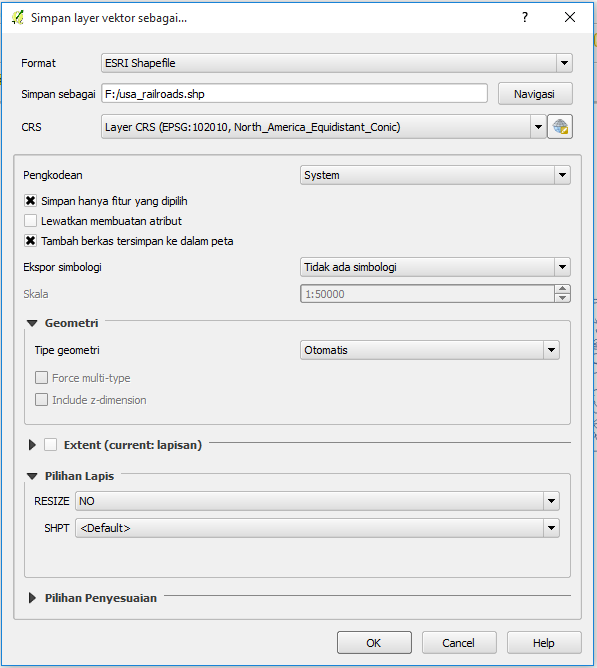 Simpan layer vektor sebagai...
Format ESRI Shapefile
Simpan sebagai F:/usa_railroads.shp Navigasi
CRS Layer CRS (EPSG:102010, North_America_Equidistant_Conic)
Pengkodean System
Simpan hanya fitur yang dipilih
Lewatkan membuatan atribut
Tambah berkas tersimpan ke dalam peta
Ekspor simbologi Tidak ada simbologi
Skala 1:50000
Geometri
Tipe geometri Otomatis
Force multi-type
Include z-dimension
Extent (current: lapisan)
Pilihan Lapis
RESIZE NO
SHPT <Default>
Pilihan Penyesuaian
OK Cancel Help